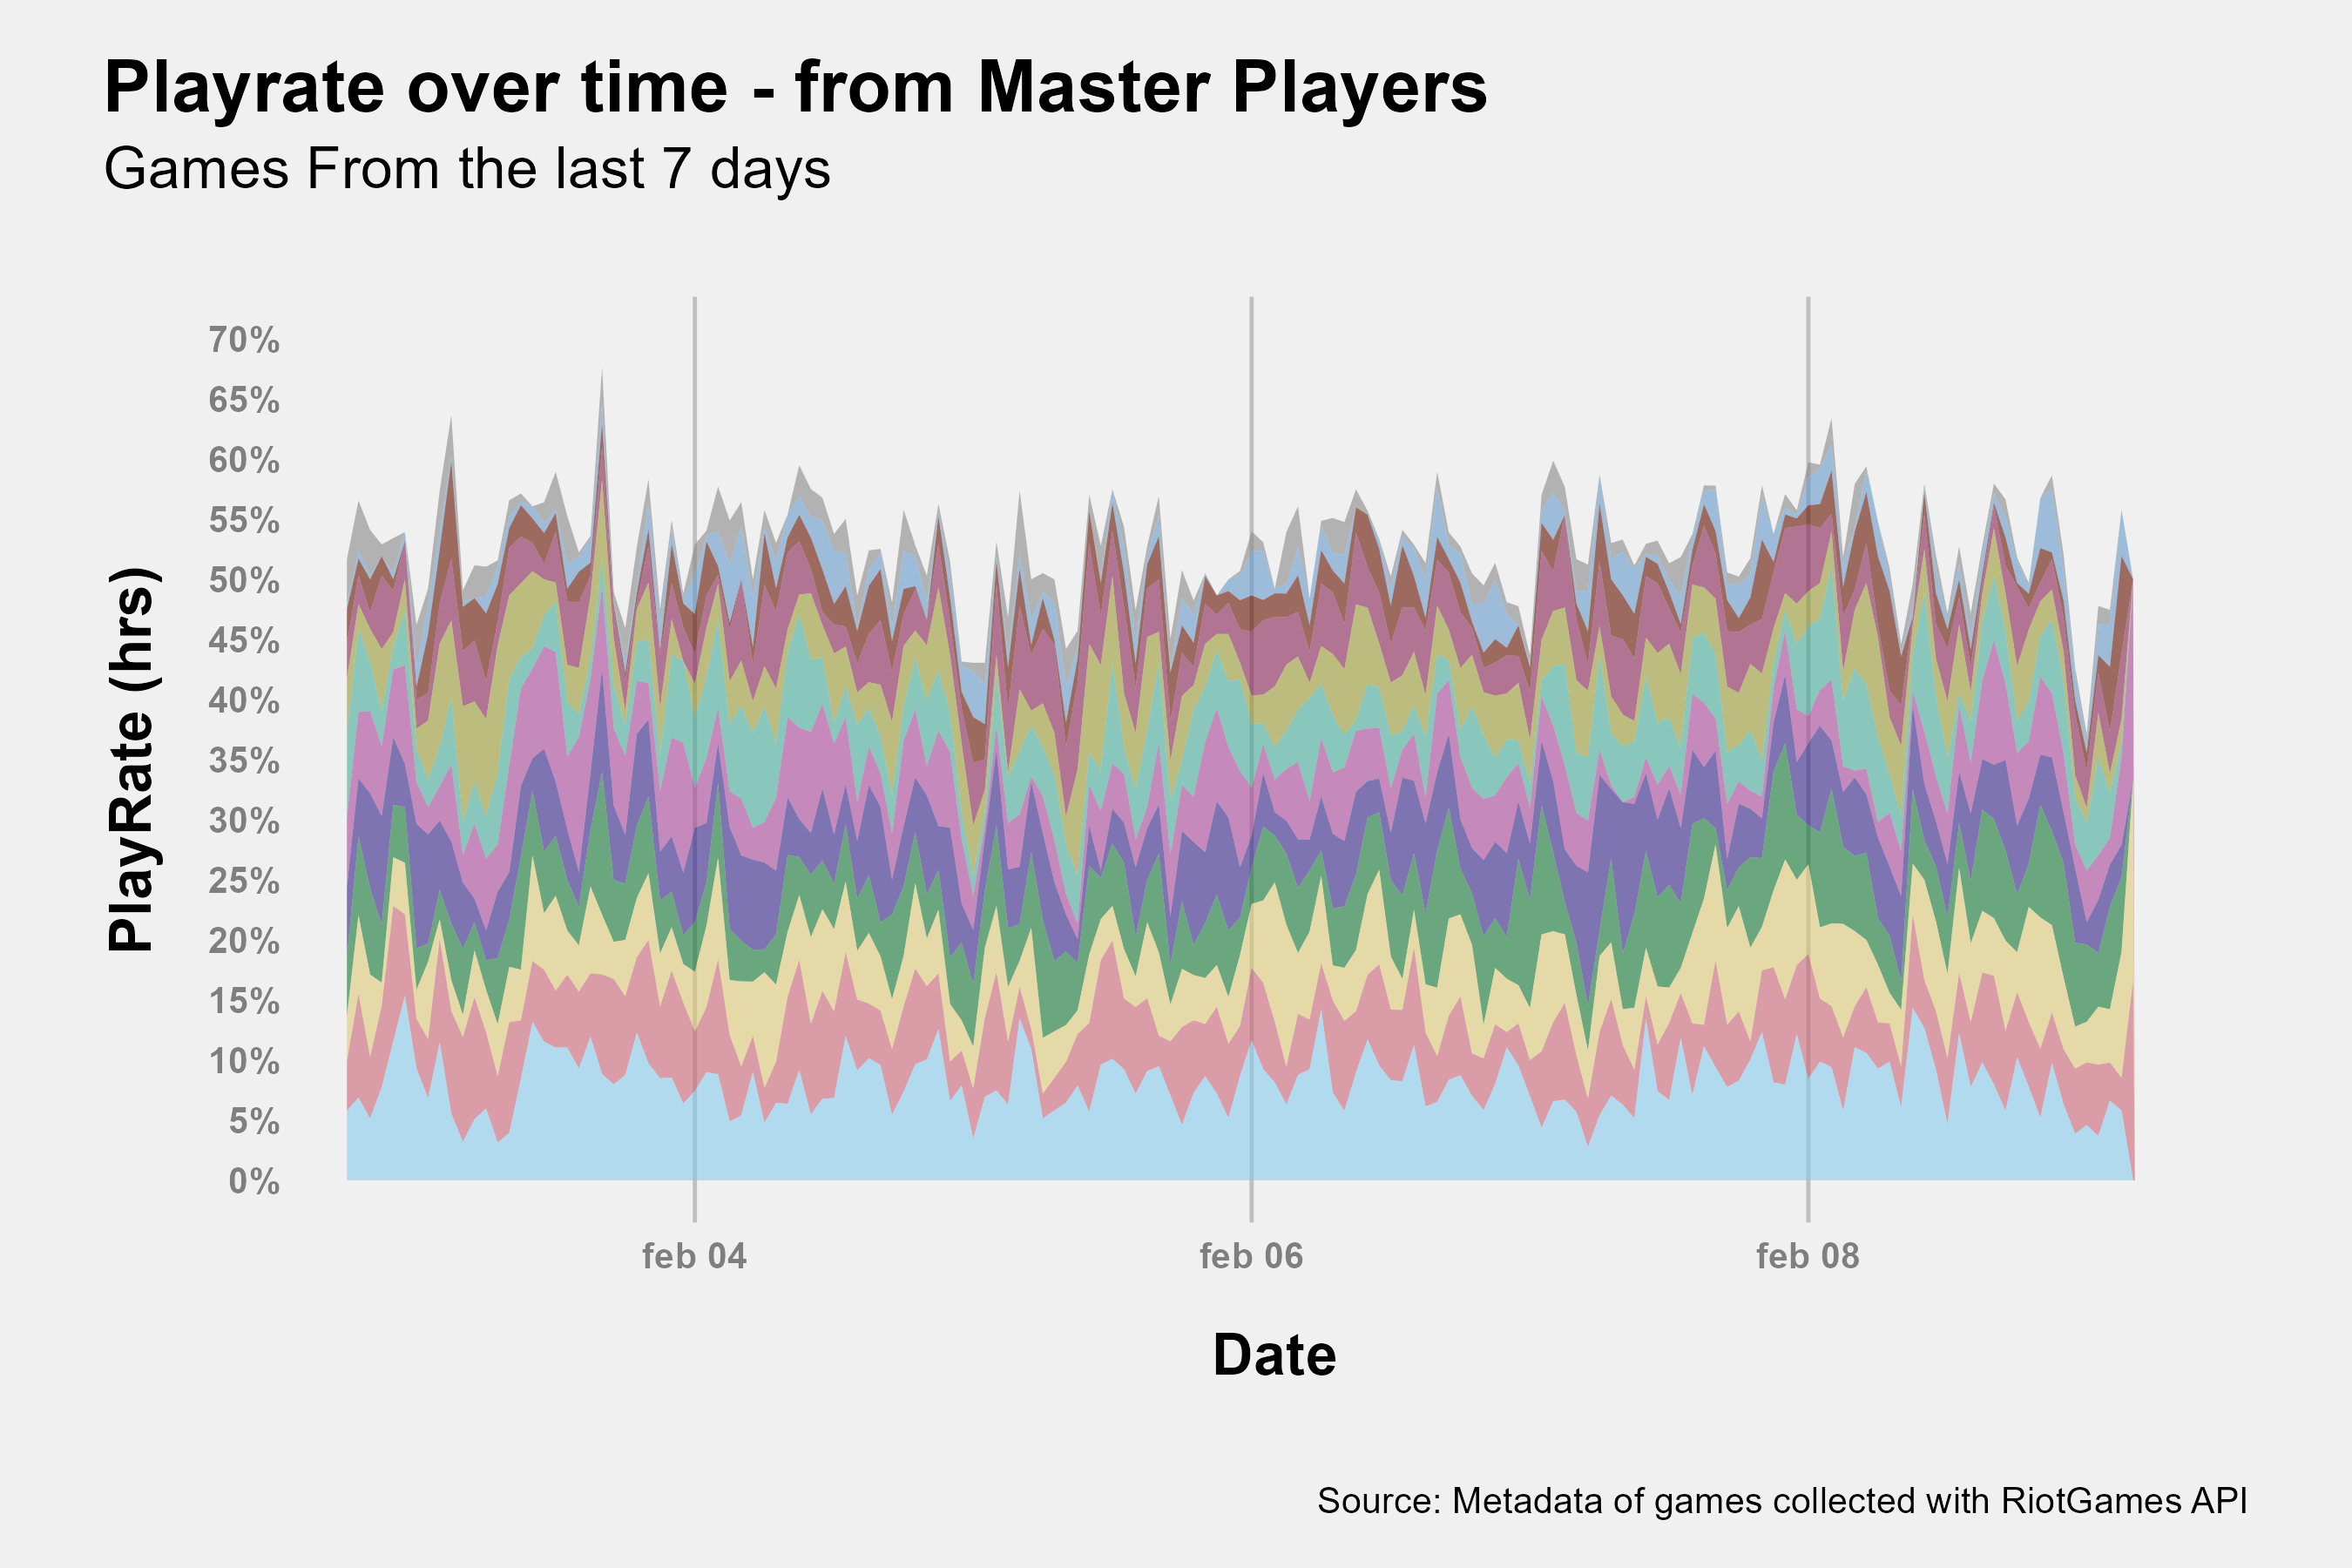 Playrate over time - from Master Players
Games From the last 7 days
PlayRate (hrs)
70%
65%
60%
55%
50%
45%
40%
35%
30%
25%
20%
15%
10%
5%
0%
feb 04
feb 06
feb 08
Date
Source: Metadata of games collected with RiotGames API